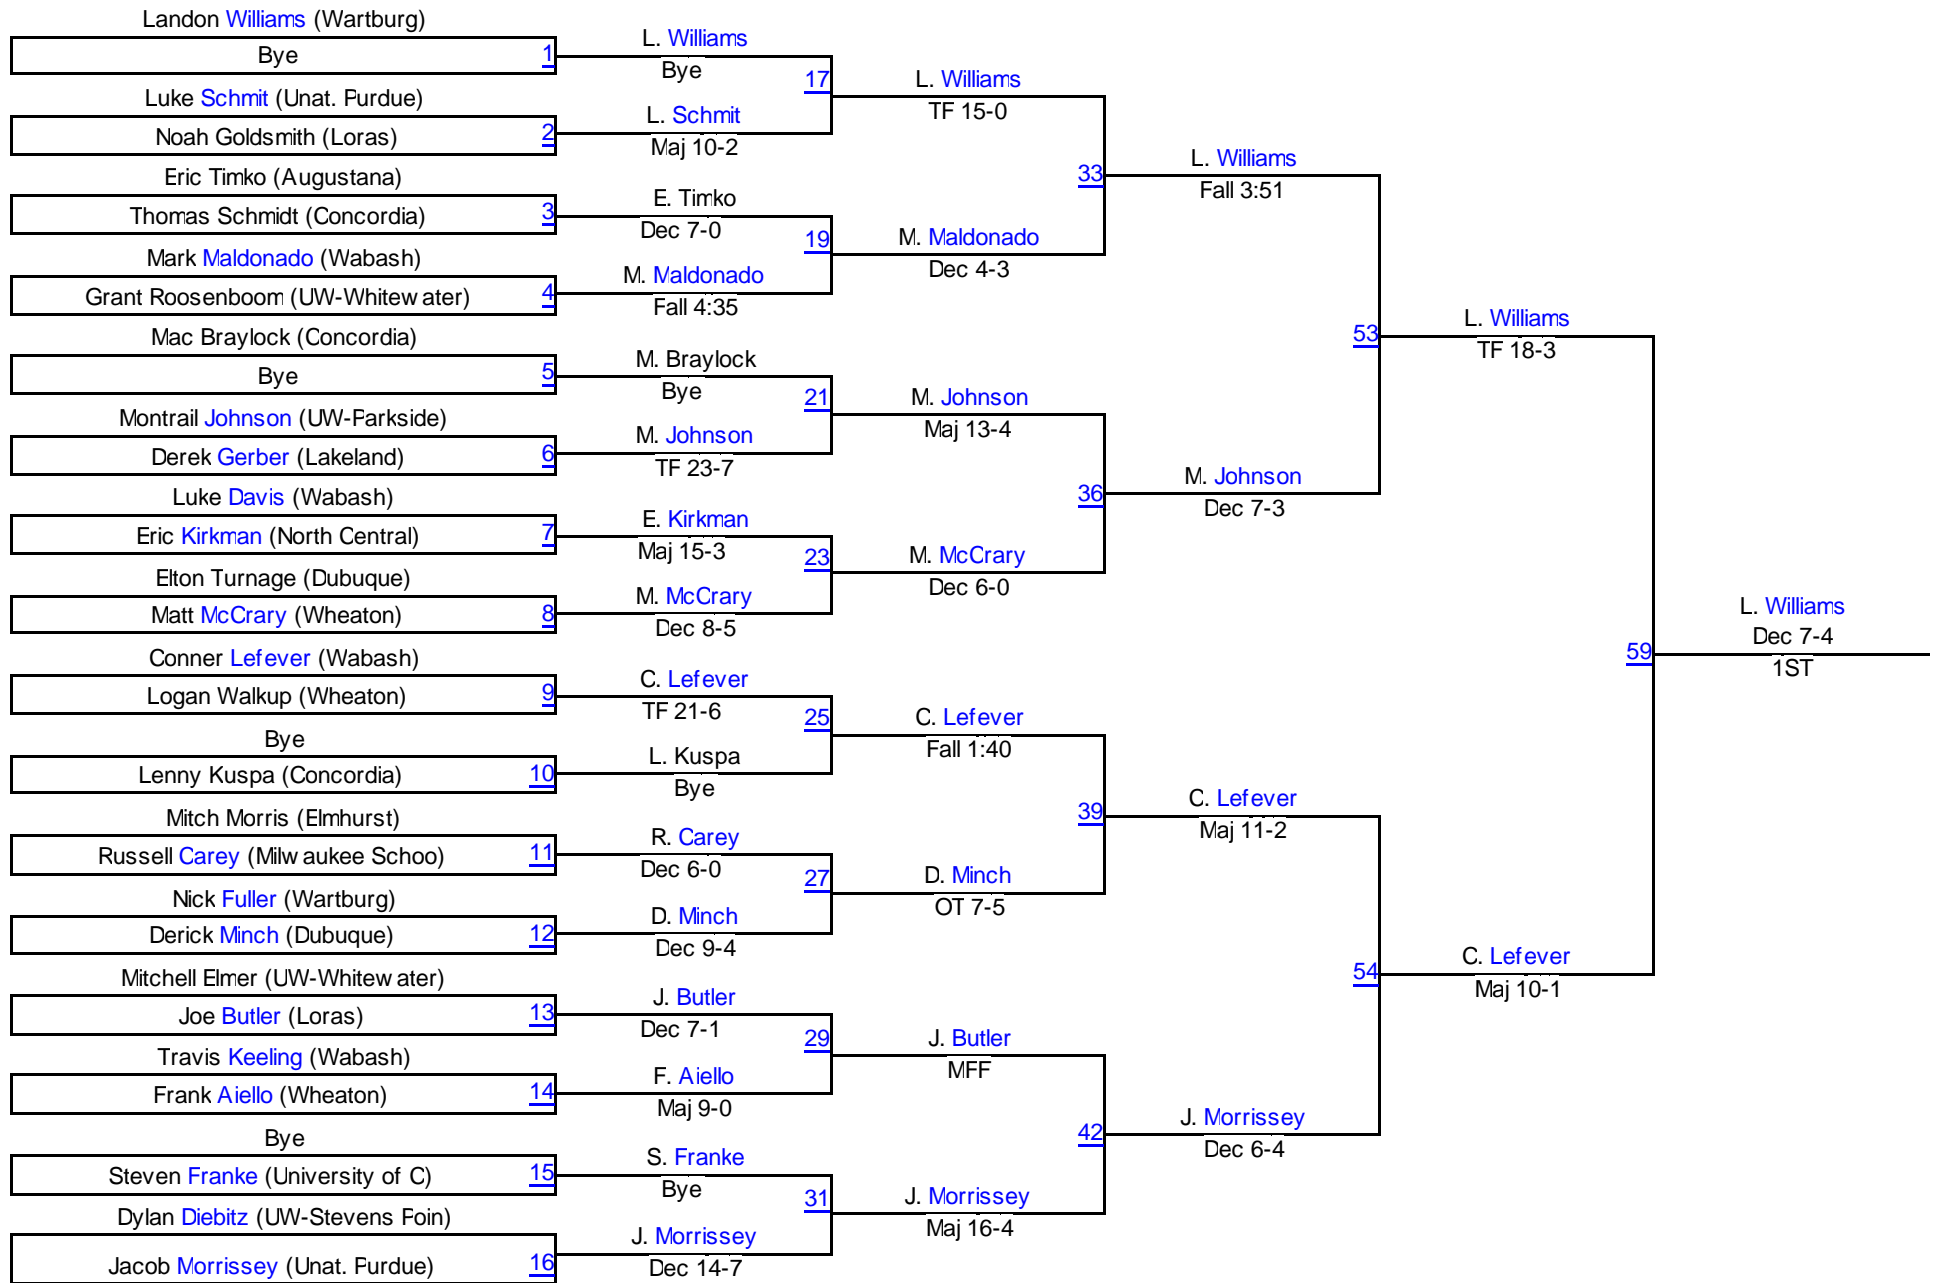 Landon Williams (Wartburg)
Bye 1
Luke Schmit (Unat. Purdue)
Noah Goldsmith (Loras) 2
Eric Timko (Augustana)
Thomas Schmidt (Concordia) 3
Mark Maldonado (Wabash)
Grant Roosenboom (UW-Whitewater) 4
Mac Braylock (Concordia)
Bye 5
Montrail Johnson (UW-Parkside)
Derek Gerber (Lakeland) 6
Luke Davis (Wabash)
Eric Kirkman (North Central) 7
Elton Turnage (Dubuque)
Matt McCrary (Wheaton) 8
Conner Lefever (Wabash)
Logan Walkup (Wheaton) 9
Bye
Lenny Kuspa (Concordia) 10
Mitch Morris (Elmhurst)
Russell Carey (Milwaukee Schoo) 11
Nick Fuller (Wartburg)
Derick Minch (Dubuque) 12
Mitchell Elmer (UW-Whitewater)
Joe Butler (Loras) 13
Travis Keeling (Wabash)
Frank Aiello (Wheaton) 14
Bye
Steven Franke (University of C) 15
Dylan Diebitz (UW-Stevens Poin)
Jacob Morrissey (Unat. Purdue) 16
L. Williams
Bye
17
L. Schmit
Maj 10-2
E. Timko
Dec 7-0
19
M. Maldonado
Fall 4:35
M. Braylock
Bye
21
M. Johnson
TF 23-7
E. Kirkman
Maj 15-3
23
M. McCrary
Dec 8-5
C. Lefever
TF 21-6
25
L. Kuspa
Bye
R. Carey
Dec 6-0
27
D. Minch
Dec 9-4
J. Butler
Dec 7-1
29
F. Aiello
Maj 9-0
S. Franke
Bye
31
J. Morrissey
Dec 14-7
L. Williams
TF 15-0
33
M. Maldonado
Dec 4-3
M. Johnson
Maj 13-4
36
M. McCrary
Dec 6-0
C. Lefever
Fall 1:40
39
D. Minch
OT 7-5
J. Butler
MFF
42
J. Morrissey
Maj 16-4
L. Williams
Fall 3:51
53
M. Johnson
Dec 7-3
C. Lefever
Maj 11-2
54
J. Morrissey
Dec 6-4
L. Williams
TF 18-3
59
C. Lefever
Maj 10-1
L. Williams
Dec 7-4
1ST